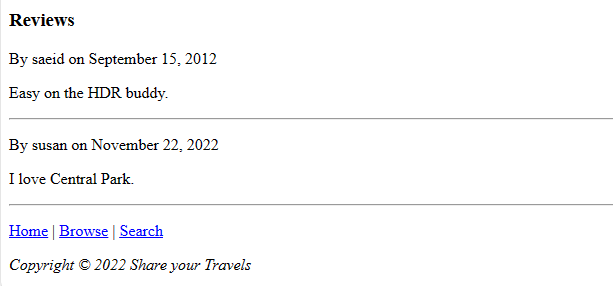 Reviews
By saeid on September 15, 2012
Easy on the HDR buddy.
By susan on November 22, 2022
I love Central Park.
Home | Browse | Search
Copyright © 2022 Share your Travels